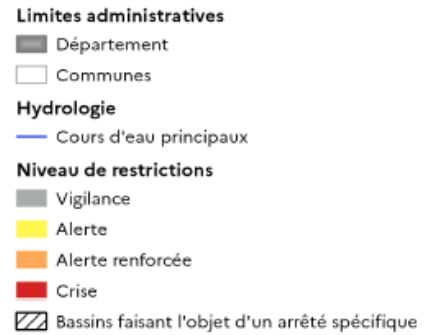 Limites administratives
Département
Communes
Hydrologie
Cours d'eau principaux
Niveau de restrictions
Vigilance
Alerte
Alerte renforcée
Crise
Bassins faisant l'objet d'un arrêté spécifique